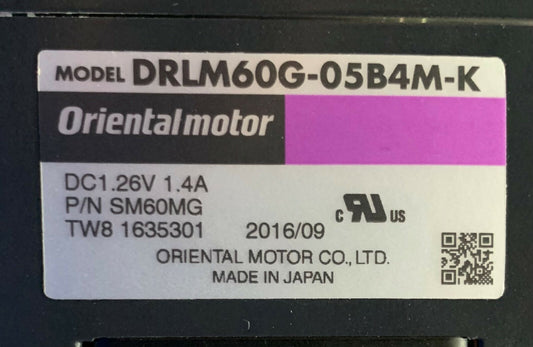 MODEL DRLM60G-05B4M-K
Orientalmotor
DC1.26V 1.4A
P/N SM60MG
TW8 1635301 2016/09
c RU US
ORIENTAL MOTOR CO., LTD.
MADE IN JAPAN